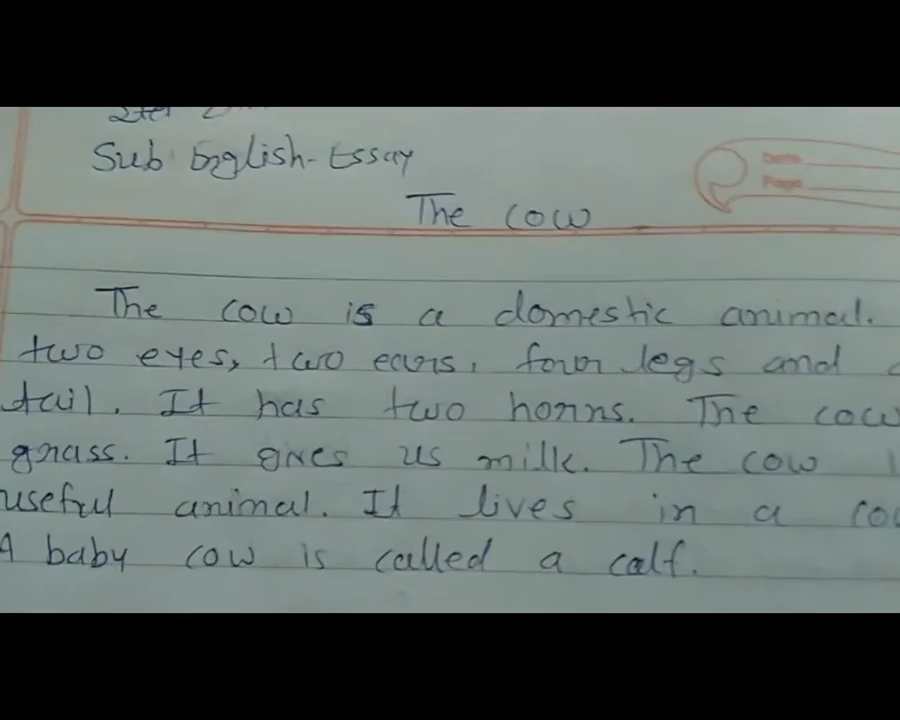 Sub English-Essay
Date
Page
The cow
The cow is a domestic animal.
two eyes, two ears, four legs and
tail. It has two horns. The cow
grass. It gives us milk. The cow
useful animal. It lives in a
A baby cow is called a calf.